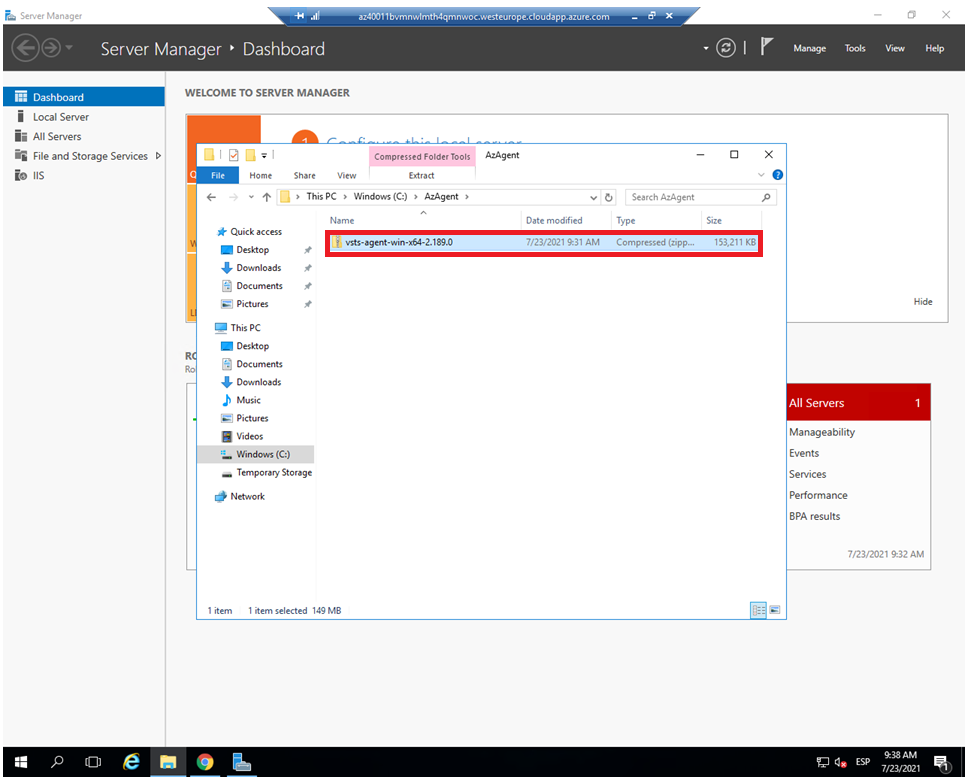 Server Manager
az40011bvmnwlmth4qmnwoc.westeurope.cloudapp.azure.com
Server Manager Dashboard
Manage Tools View Help
Dashboard
Local Server
All Servers
File and Storage Services
IIS
WELCOME TO SERVER MANAGER
1 Configure this local server
Hide
Compressed Folder Tools AzAgent
File Home Share View Extract
This PC Windows (C:) AzAgent
Search AzAgent
Name Date modified Type Size
vsts-agent-win-x64-2.189.0 7/23/2021 9:31 AM Compressed (zipp... 153,211 KB
Quick access
Desktop
Downloads
Documents
Pictures
This PC
Desktop
Documents
Downloads
Music
Pictures
Videos
Windows (C:)
Temporary Storage
Network
1 item 1 item selected 149 MB
Q
W
RO
All Servers 1
Manageability
Events
Services
Performance
BPA results
7/23/2021 9:32 AM
ESP
9:38 AM
7/23/2021
1